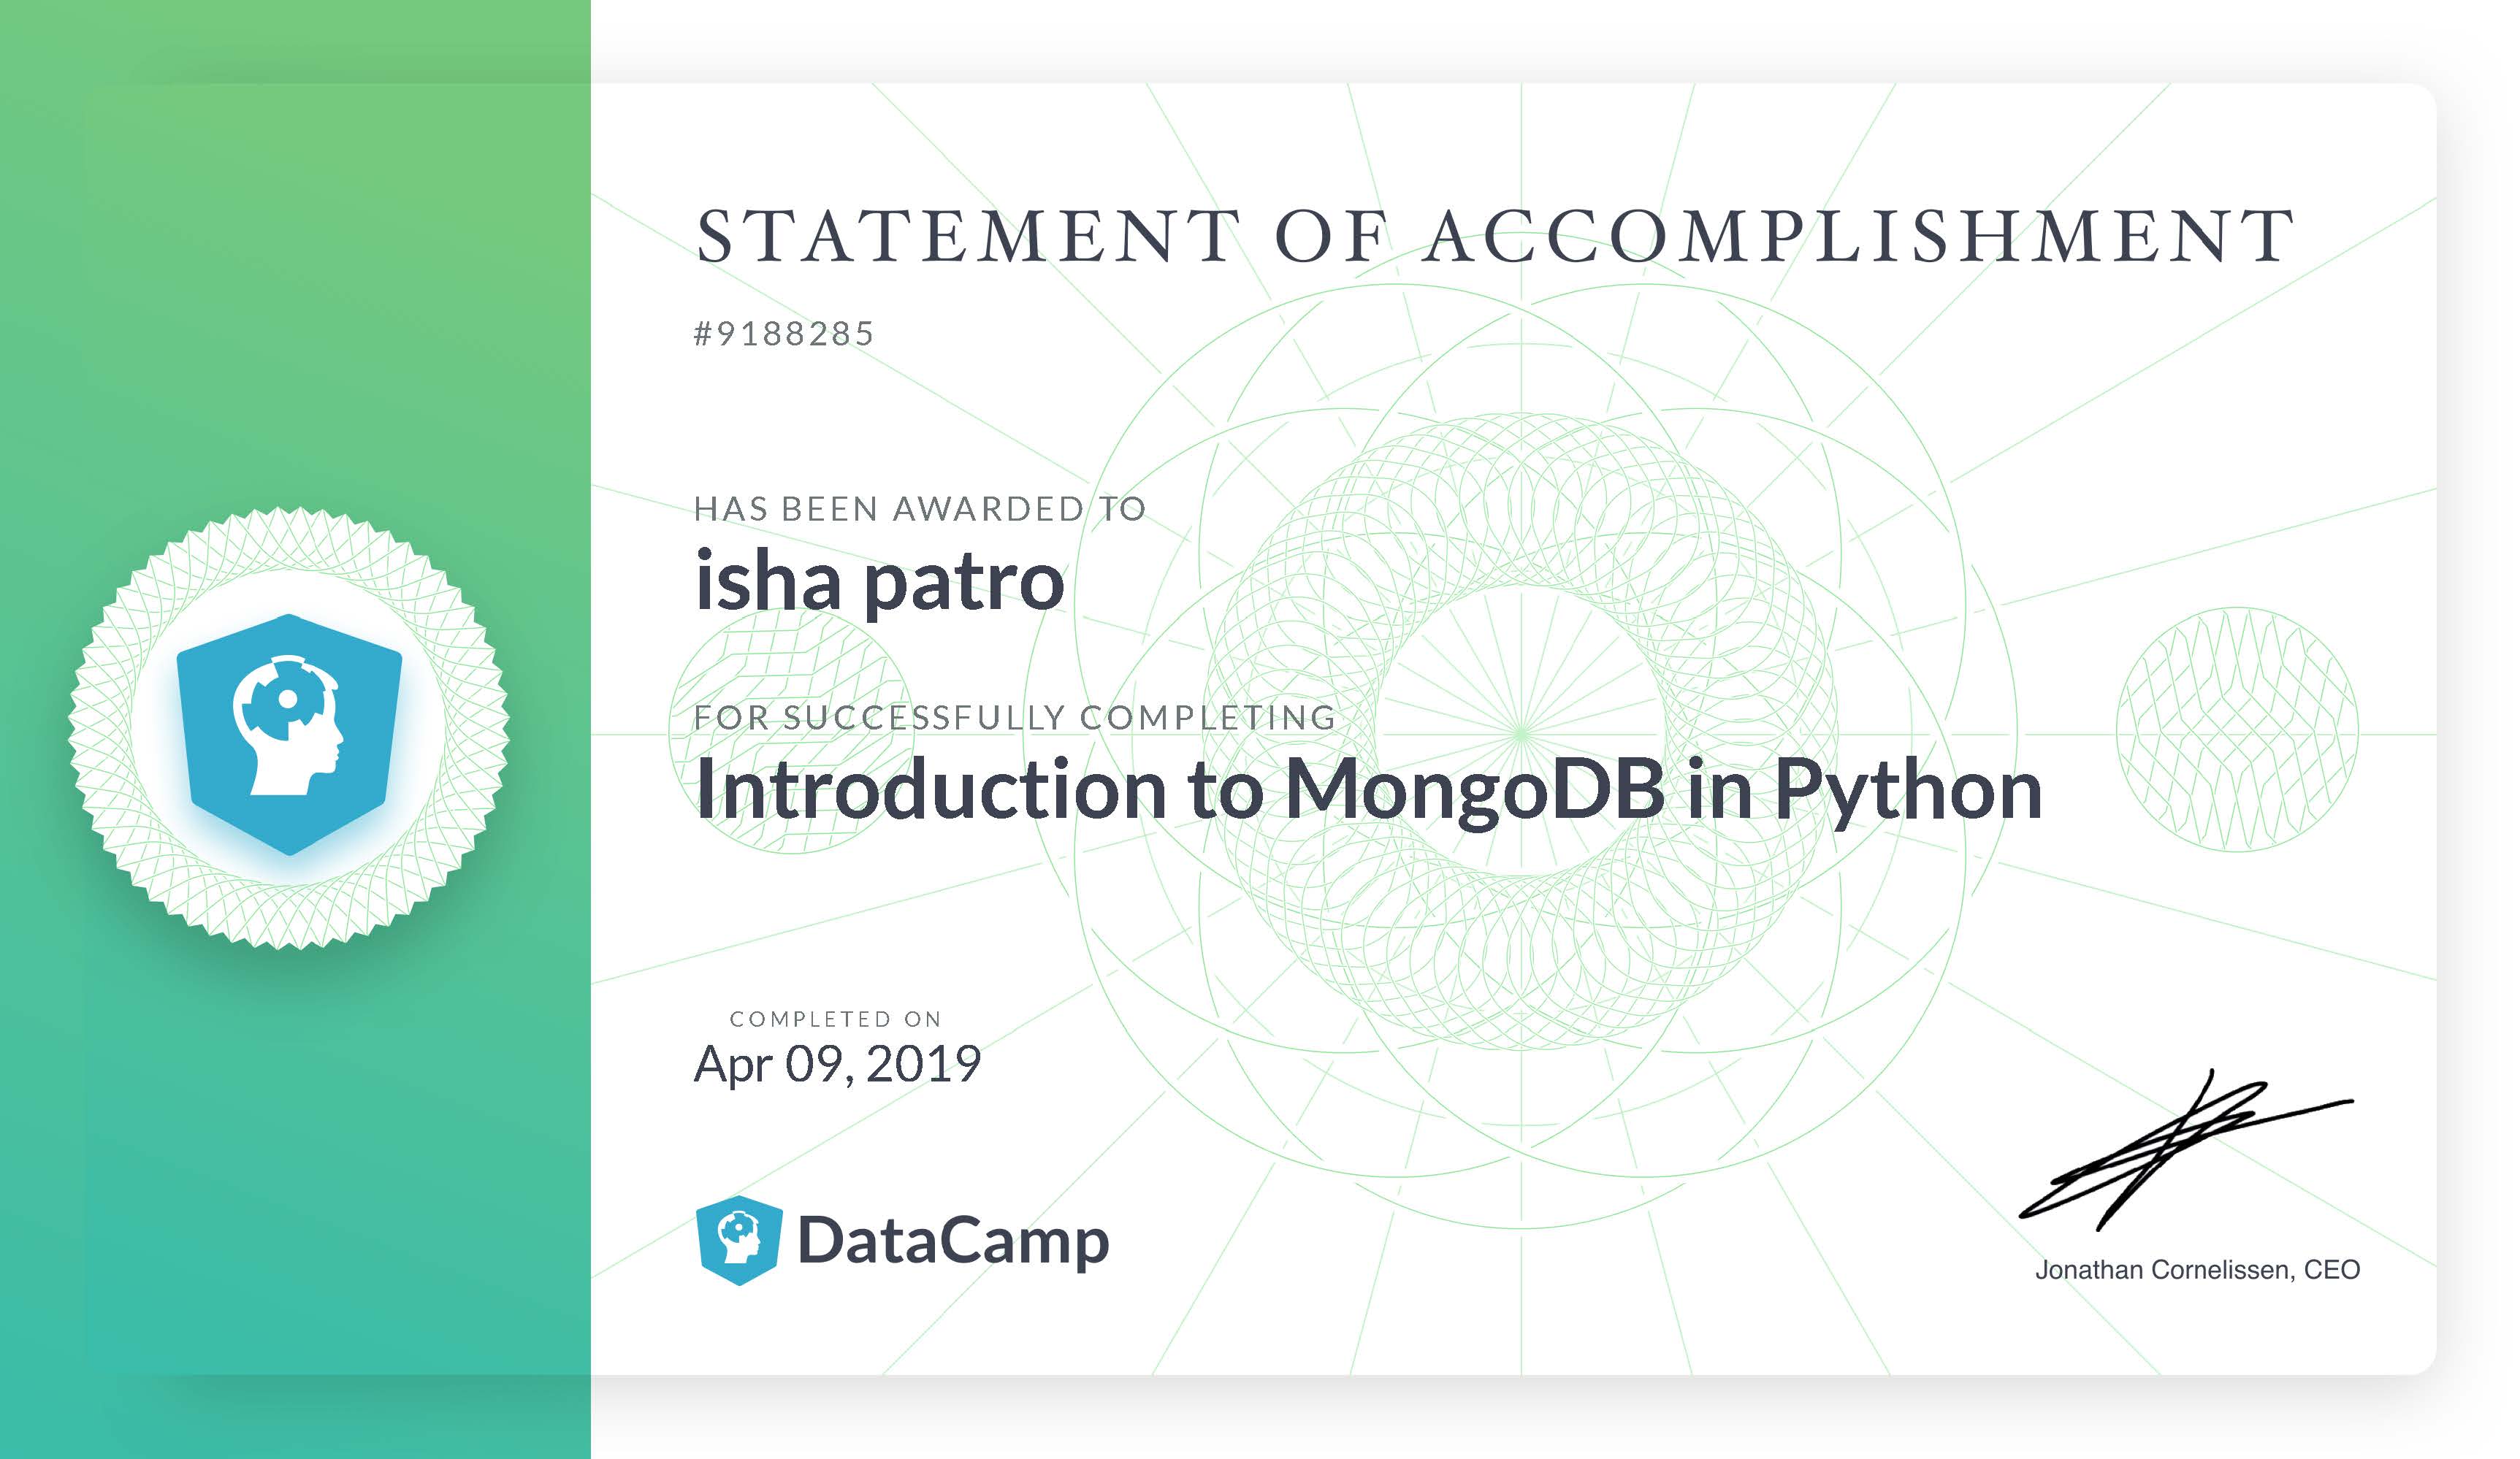 STATEMENT OF ACCOMPLISHMENT
#9188285
HAS BEEN AWARDED TO
isha patro
FOR SUCCESSFULLY COMPLETING
Introduction to MongoDB in Python
COMPLETED ON
Apr 09, 2019
DataCamp
Jonathan Cornelissen, CEO